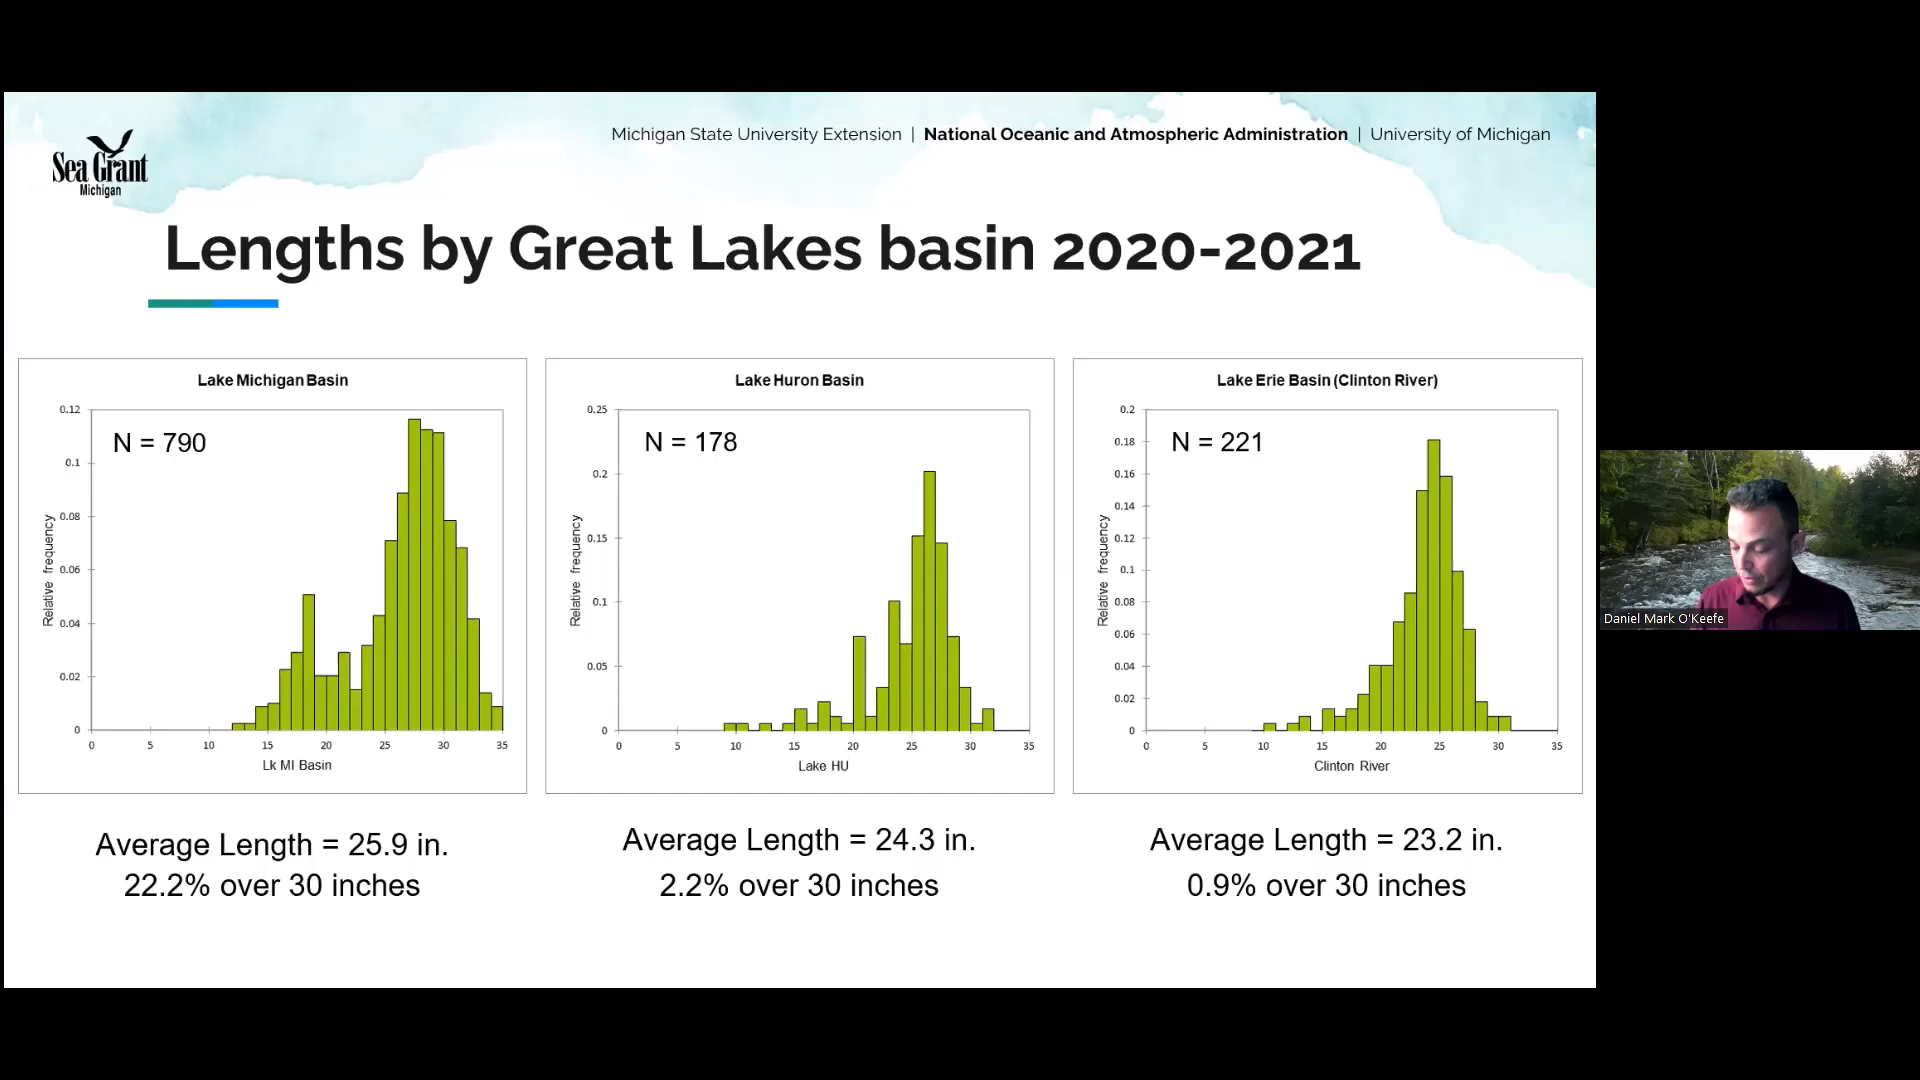 Sea Grant
Michigan
Michigan State University Extension | National Oceanic and Atmospheric Administration | University of Michigan
Lengths by Great Lakes basin 2020-2021
Lake Michigan Basin
N = 790
0.12
0.1
0.08
0.06
0.04
0.02
0
Relative frequency
0 5 10 15 20 25 30 35
Lk MI Basin
Average Length = 25.9 in.
22.2% over 30 inches
Lake Huron Basin
N = 178
0.25
0.2
0.15
0.1
0.05
0
Relative frequency
0 5 10 15 20 25 30 35
Lake HU
Average Length = 24.3 in.
2.2% over 30 inches
Lake Erie Basin (Clinton River)
N = 221
0.2
0.18
0.16
0.14
0.12
0.1
0.08
0.06
0.04
0.02
0
Relative frequency
0 5 10 15 20 25 30 35
Clinton River
Average Length = 23.2 in.
0.9% over 30 inches
Daniel Mark O'Keefe